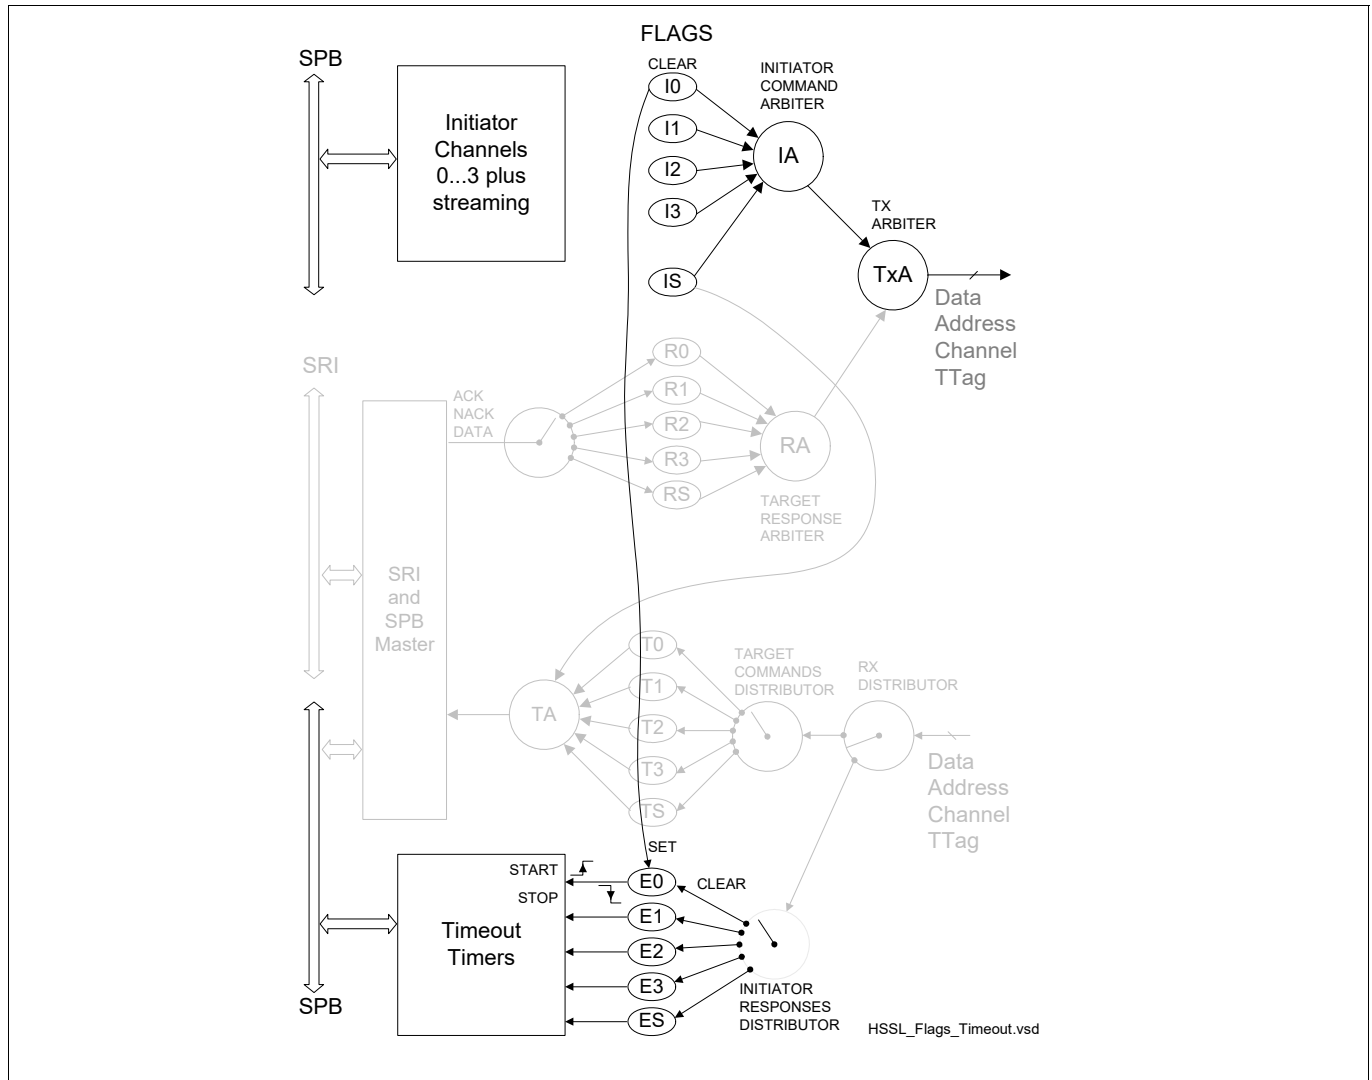 FLAGS
SPB
CLEAR
Initiator
Channels
0...3 plus
streaming
I0
I1
I2
I3
IS
INITIATOR
COMMAND
ARBITER
IA
TX
ARBITER
TxA
Data
Address
Channel
TTag
SRI
ACK
NACK
DATA
R0
R1
R2
R3
RS
RA
TARGET
RESPONSE
ARBITER
SRI
and
SPB
Master
TA
T0
T1
T2
T3
TS
TARGET
COMMANDS
DISTRIBUTOR
RX
DISTRIBUTOR
Data
Address
Channel
TTag
SET
START
STOP
Timeout
Timers
E0
E1
E2
E3
ES
CLEAR
INITIATOR
RESPONSES
DISTRIBUTOR
SPB
HSSL_Flags_Timeout.vsd